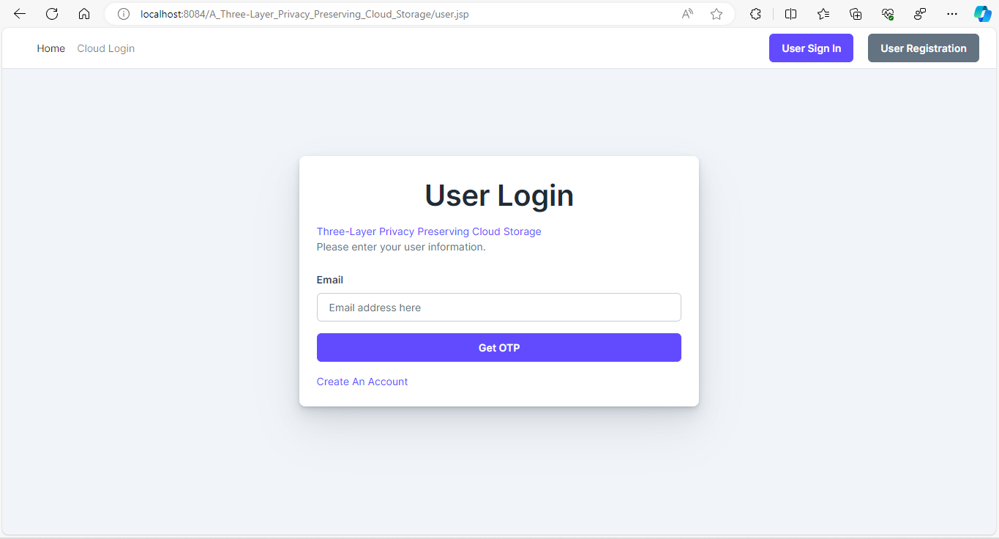 localhost:8084/A_Three-Layer_Privacy_Preserving_Cloud_Storage/user.jsp
Home Cloud Login User Sign In User Registration
User Login
Three-Layer Privacy Preserving Cloud Storage
Please enter your user information.
Email
Email address here
Get OTP
Create An Account